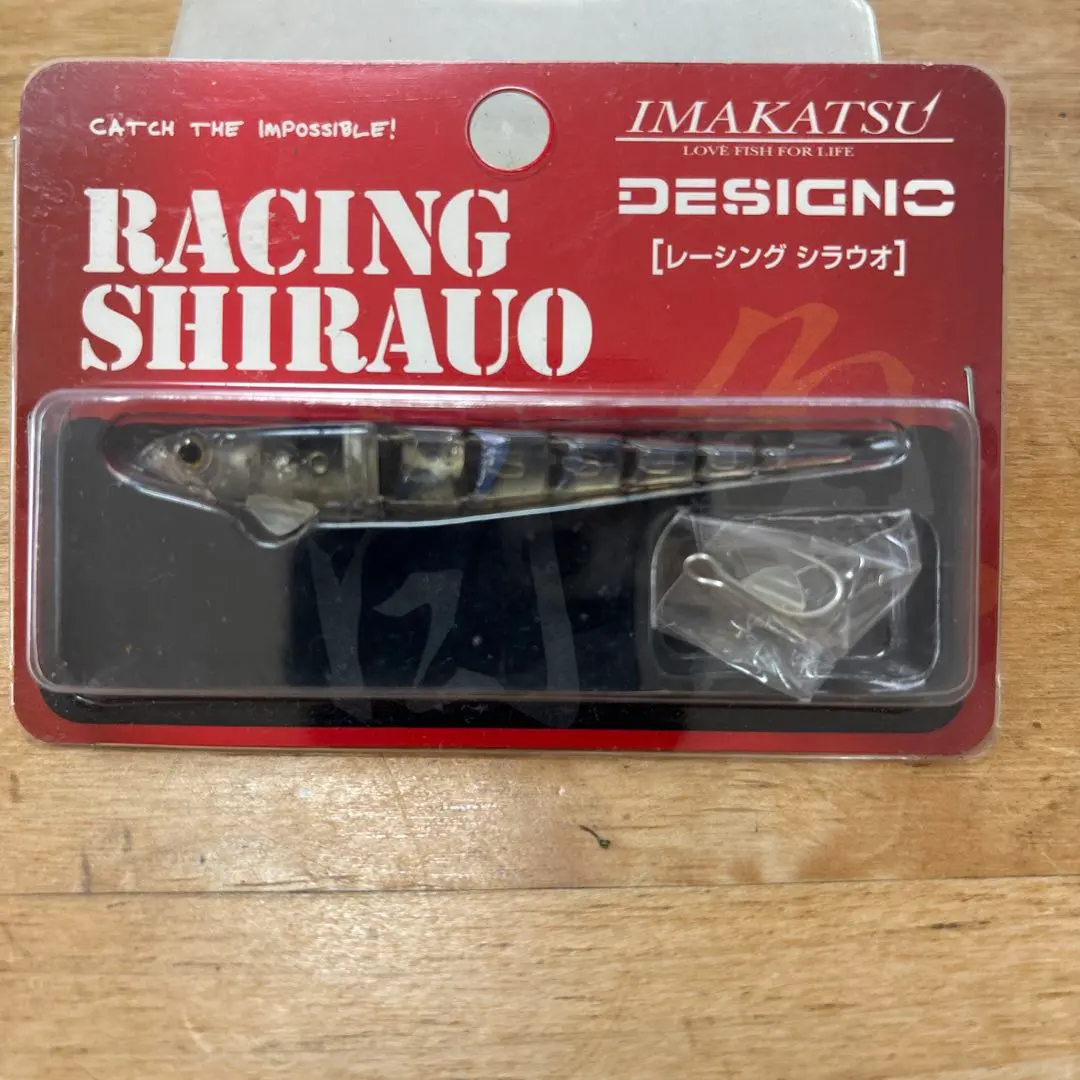 CATCH THE IMPOSSIBLE!
IMAKATSU
LOVE FISH FOR LIFE
RACING
SHIRAUO
DESIGNO
[レーシング シラウオ]